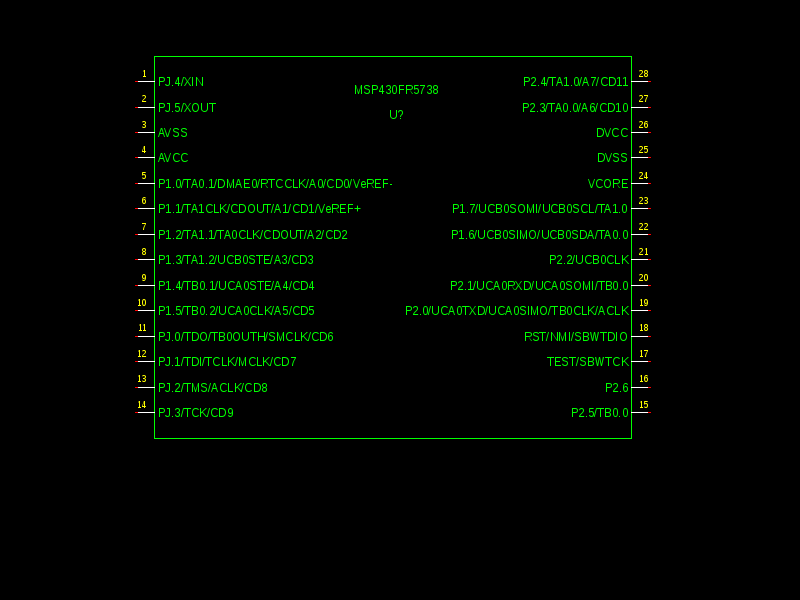 1 PJ.4/XIN
2 PJ.5/XOUT
3 AVSS
4 AVCC
5 P1.0/TA0.1/DMAE0/RTCCLK/A0/CD0/VeREF-
6 P1.1/TA1CLK/CDOUT/A1/CD1/VeREF+
7 P1.2/TA1.1/TA0CLK/CDOUT/A2/CD2
8 P1.3/TA1.2/UCB0STE/A3/CD3
9 P1.4/TB0.1/UCA0STE/A4/CD4
10 P1.5/TB0.2/UCA0CLK/A5/CD5
11 PJ.0/TDO/TB0OUTH/SMCLK/CD6
12 PJ.1/TDI/TCLK/MCLK/CD7
13 PJ.2/TMS/ACLK/CD8
14 PJ.3/TCK/CD9
MSP430FR5738
U?
P2.4/TA1.0/A7/CD11 28
P2.3/TA0.0/A6/CD10 27
DVCC 26
DVSS 25
VCORE 24
P1.7/UCB0SOMI/UCB0SCL/TA1.0 23
P1.6/UCB0SIMO/UCB0SDA/TA0.0 22
P2.2/UCB0CLK 21
P2.1/UCA0RXD/UCA0SOMI/TB0.0 20
P2.0/UCA0TXD/UCA0SIMO/TB0CLK/ACLK 19
RST/NMI/SBWTDIO 18
TEST/SBWTCK 17
P2.6 16
P2.5/TB0.0 15